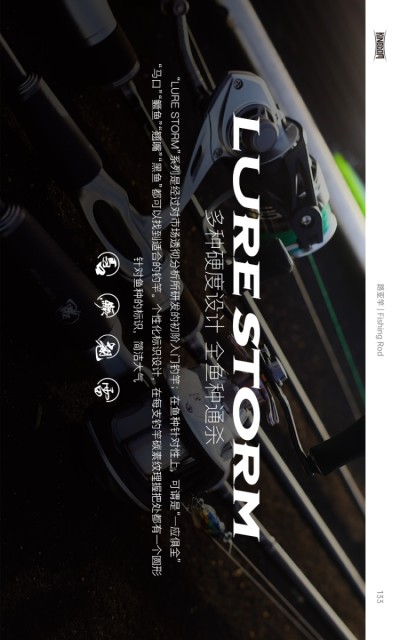 KINGDOM
路亚竿 | Fishing Rod
153
LURE STORM
多种硬度设计 全鱼种通杀
“LURE STORM”系列是经过对市场透彻分析所研发的初阶入门钓竿；在鱼种针对性上，可谓是“一应俱全”
“马口”“鳜鱼”“翘嘴”“黑鱼”都可以找到适合的钓竿。个性化标识设计，在每支钓竿碳素纹理握把处都有一个圆形
针对鱼种的标识，简洁大气